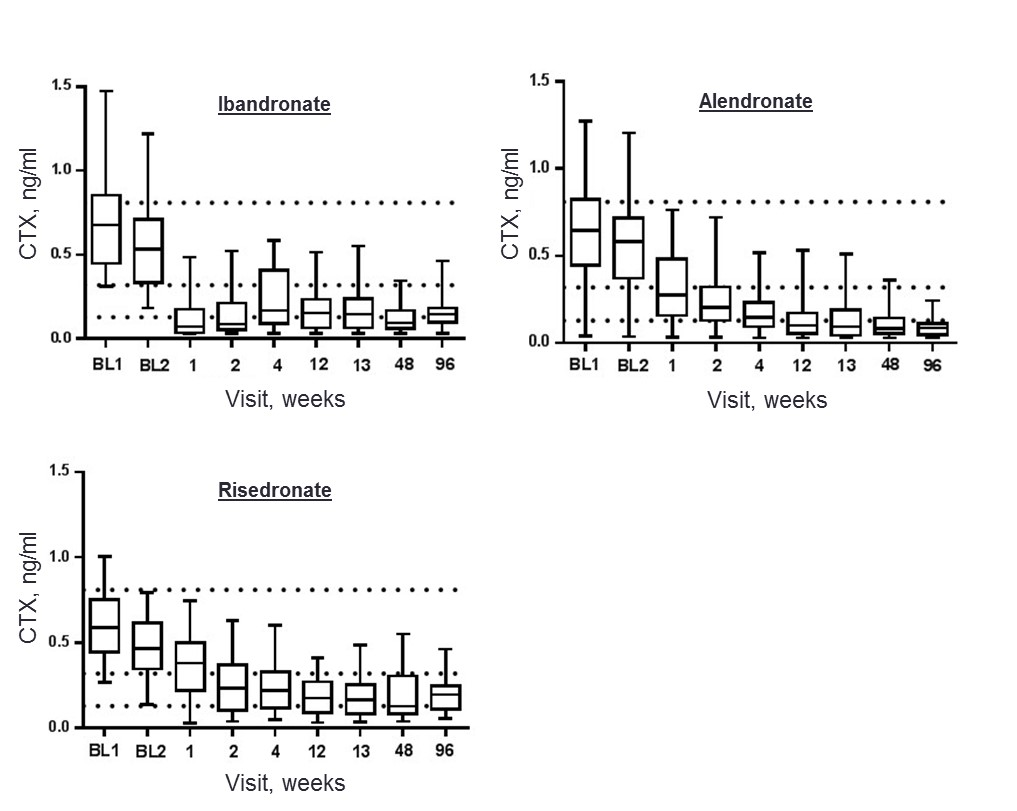 Ibandronate
CTX, ng/ml
1.5
1.0
0.5
0.0
BL1 BL2 1 2 4 12 13 48 96
Visit, weeks
Alendronate
CTX, ng/ml
1.5
1.0
0.5
0.0
BL1 BL2 1 2 4 12 13 48 96
Visit, weeks
Risedronate
CTX, ng/ml
1.5
1.0
0.5
0.0
BL1 BL2 1 2 4 12 13 48 96
Visit, weeks